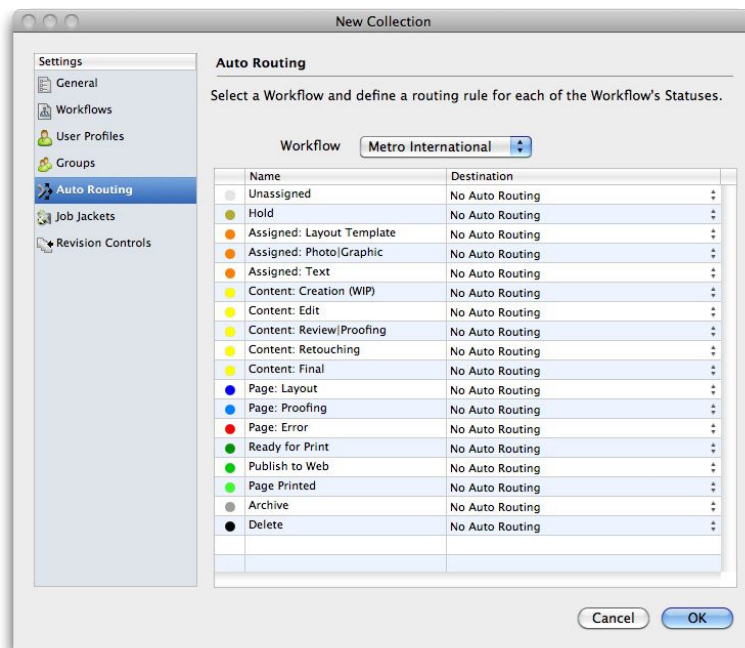 New Collection
Settings
General
Workflows
User Profiles
Groups
Auto Routing
Job Jackets
Revision Controls
Auto Routing
Select a Workflow and define a routing rule for each of the Workflow's Statuses.
Workflow Metro International
Name Destination
Unassigned No Auto Routing
Hold No Auto Routing
Assigned: Layout Template No Auto Routing
Assigned: Photo|Graphic No Auto Routing
Assigned: Text No Auto Routing
Content: Creation (WIP) No Auto Routing
Content: Edit No Auto Routing
Content: Review|Proofing No Auto Routing
Content: Retouching No Auto Routing
Content: Final No Auto Routing
Page: Layout No Auto Routing
Page: Proofing No Auto Routing
Page: Error No Auto Routing
Ready for Print No Auto Routing
Publish to Web No Auto Routing
Page Printed No Auto Routing
Archive No Auto Routing
Delete No Auto Routing
Cancel OK